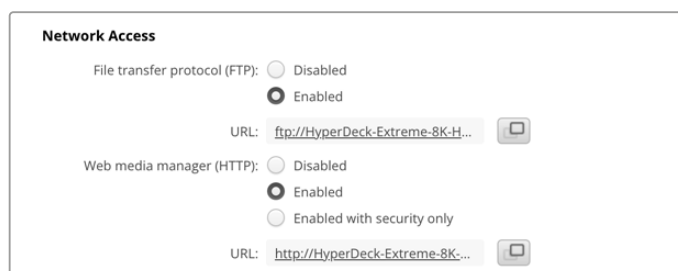 Network Access
File transfer protocol (FTP): Disabled
Enabled
URL: ftp://HyperDeck-Extreme-8K-H...
Web media manager (HTTP): Disabled
Enabled
Enabled with security only
URL: http://HyperDeck-Extreme-8K-...